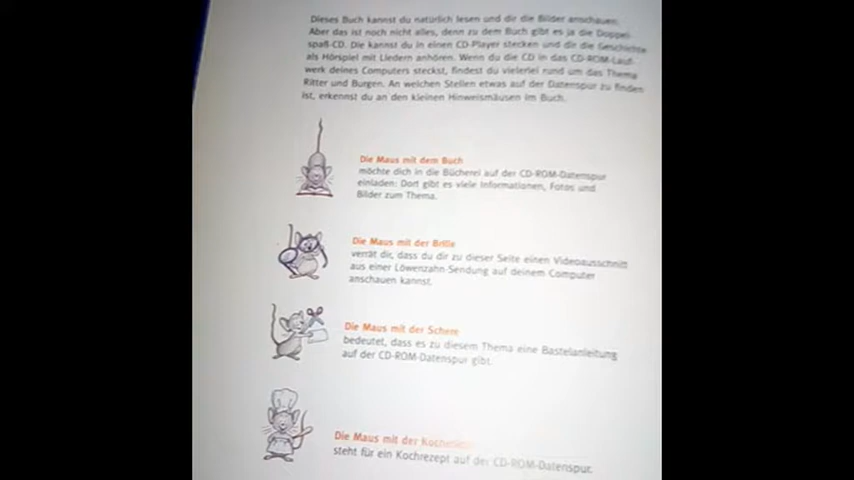 Dieses Buch kannst du natürlich lesen und dir die Bilder anschauen.
Aber das ist noch nicht alles, denn zu dem Buch gibt es ja die Doppel-
spaß-CD. Die kannst du in einen CD-Player stecken und dir die Geschichte
als Hörspiel mit Liedern anhören. Wenn du die CD in das CD-ROM-Lauf-
werk deines Computers steckst, findest du vielerlei rund um das Thema
Ritter und Burgen. An welchen Stellen etwas auf der Datenspur zu finden
ist, erkennst du an den kleinen Hinweismäusen im Buch.
Die Maus mit dem Buch
möchte dich in die Bücherei auf der CD-ROM-Datenspur
einladen: Dort gibt es viele Informationen, Fotos und
Bilder zum Thema.
Die Maus mit der Brille
verrät dir, dass du dir zu dieser Seite einen Videoausschnitt
aus einer Löwenzahn-Sendung auf deinem Computer
anschauen kannst.
Die Maus mit der Schere
bedeutet, dass es zu diesem Thema eine Bastelanleitung
auf der CD-ROM-Datenspur gibt.
Die Maus mit der
steht für ein Kochrezept auf der CD-ROM-Datenspur.